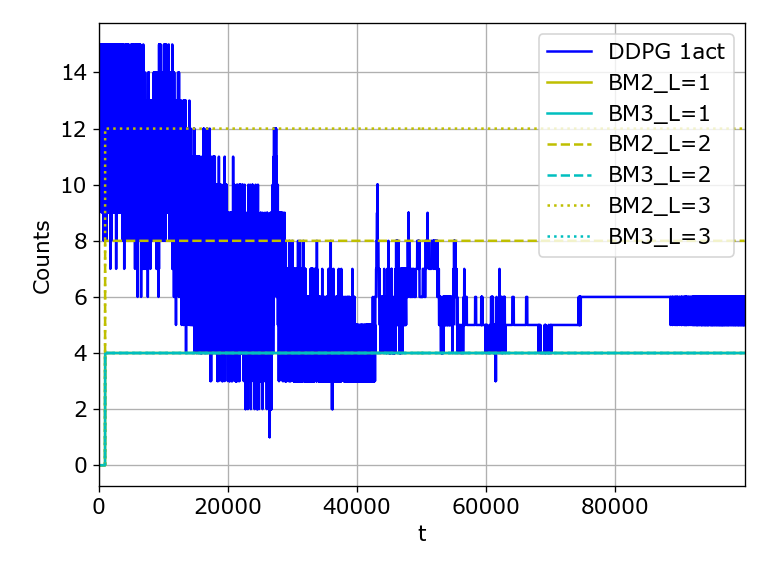 DDPG 1act
BM2_L=1
BM3_L=1
BM2_L=2
BM3_L=2
BM2_L=3
BM3_L=3
Counts
14
12
10
8
6
4
2
0
0 20000 40000 60000 80000
t